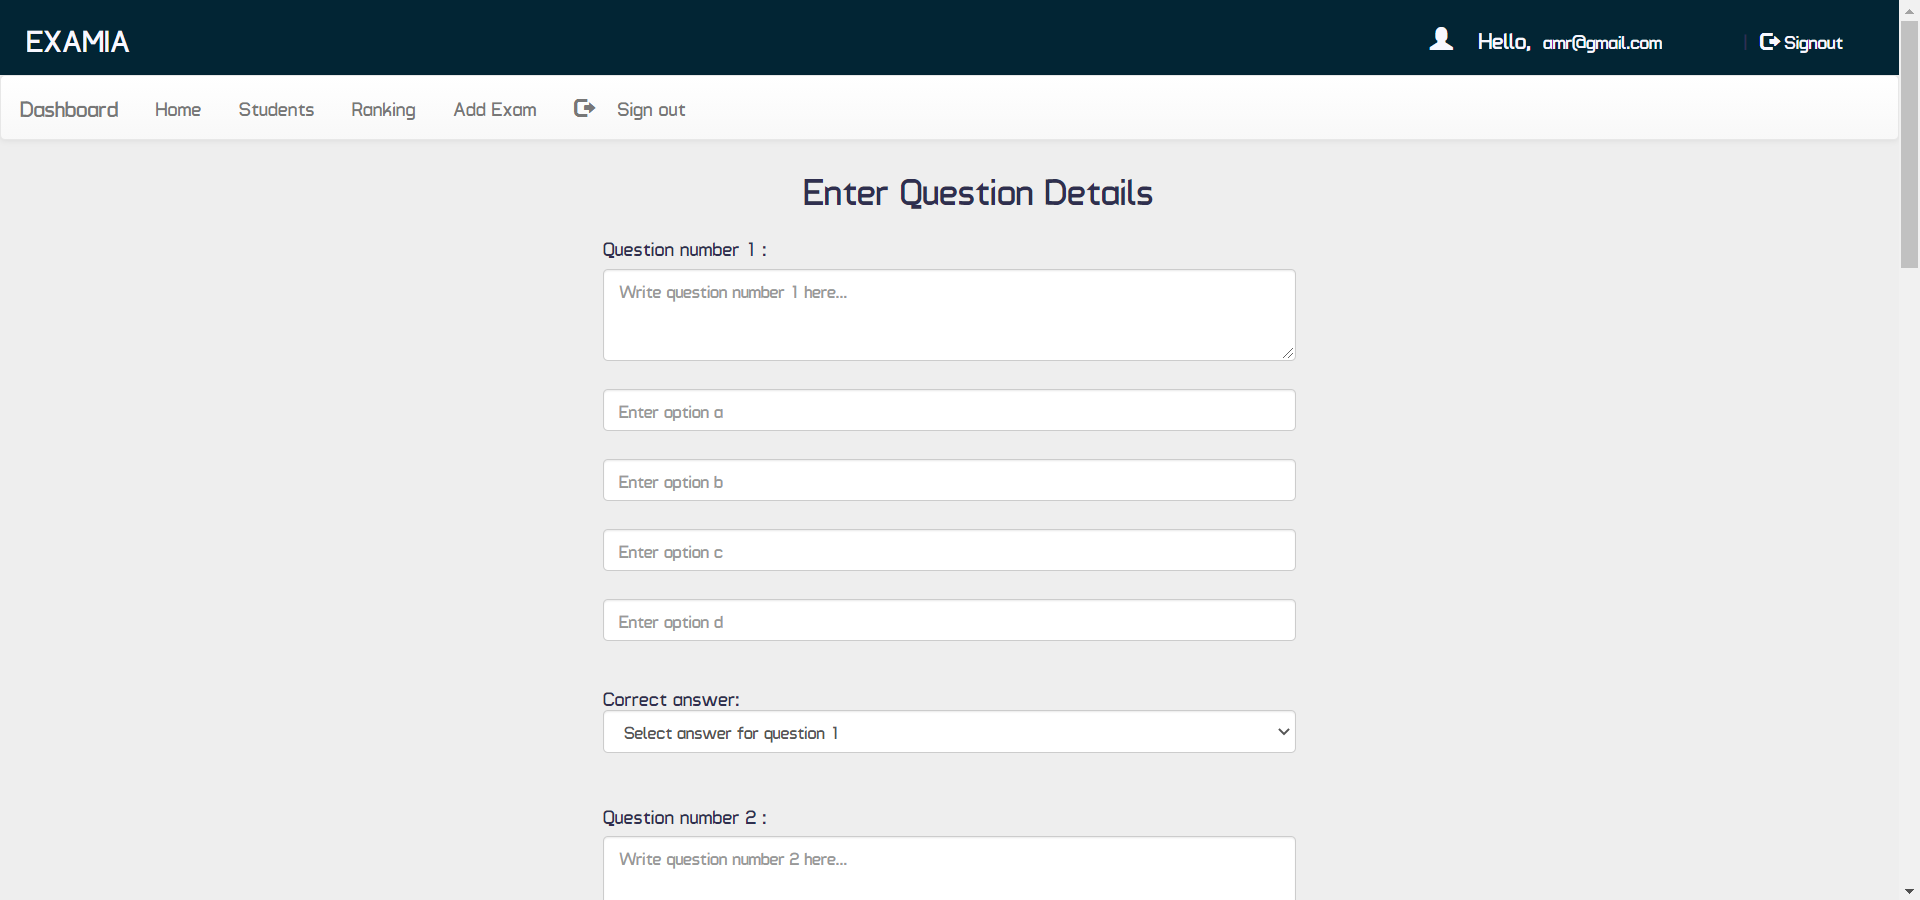 EXAMIA
Hello, amr@gmail.com | Signout
Dashboard Home Students Ranking Add Exam Sign out
Enter Question Details
Question number 1 :
Write question number 1 here...
Enter option a
Enter option b
Enter option c
Enter option d
Correct answer:
Select answer for question 1
Question number 2 :
Write question number 2 here...